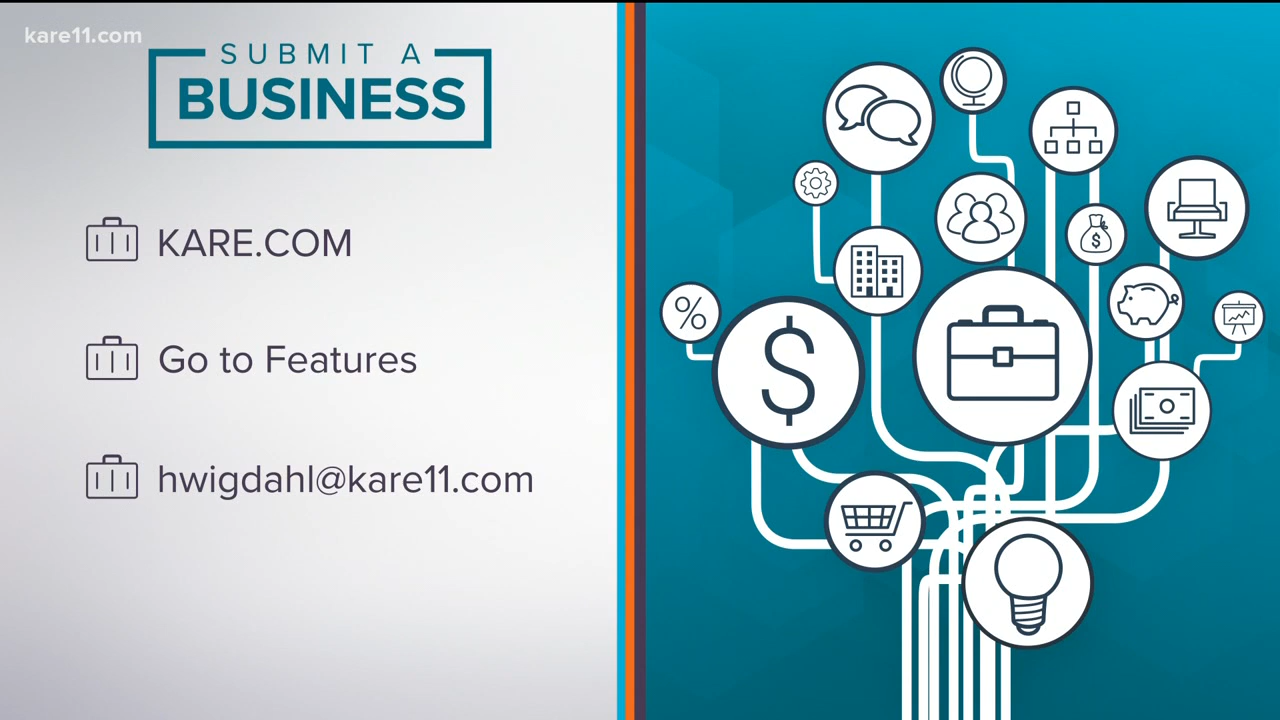 kare11.com
SUBMIT A
BUSINESS
KARE.COM
Go to Features
hwigdahl@kare11.com
%
$
$